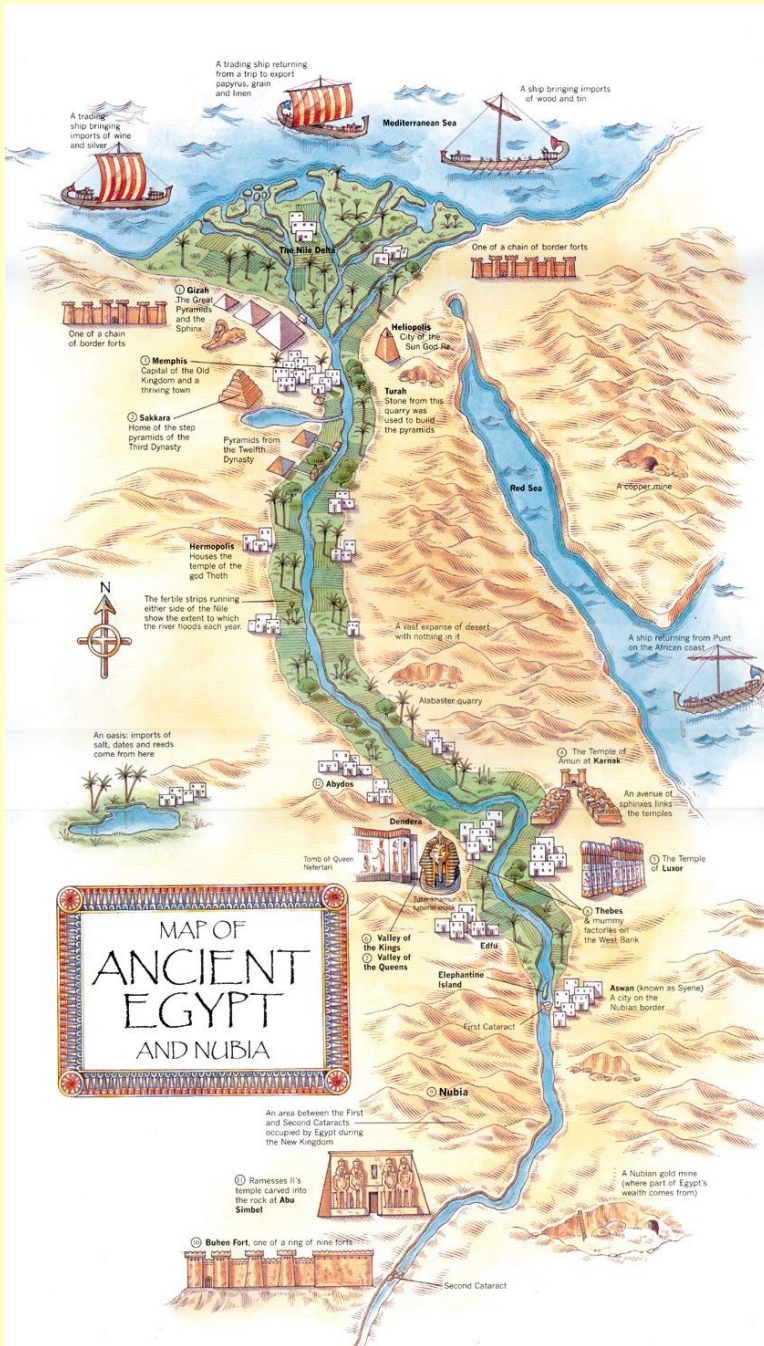 A trading ship returning
from a trip to export
papyrus, grain
and linen
A ship bringing imports
of wood and tin
A trading
ship bringing
imports of wine
and silver
Mediterranean Sea
The Nile Delta
One of a chain of border forts
① Gizah
The Great
Pyramids
and the
Sphinx
One of a chain
of border forts
Heliopolis
City of the
Sun God Re
③ Memphis
Capital of the Old
Kingdom and a
thriving town
Turah
Stone from this
quarry was
used to build
the pyramids
② Sakkara
Home of the step
pyramids of the
Third Dynasty
Pyramids from
the Twelfth
Dynasty
Red Sea
A copper mine
Hermopolis
Houses the
temple of the
god Thoth
N
The fertile strips running
either side of the Nile
show the extent to which
the river floods each year.
A vast expanse of desert
with nothing in it
A ship returning from Punt
on the African coast
Alabaster quarry
An oasis: imports of
salt, dates and reeds
come from here
④ The Temple of
Amun at Karnak
⑫ Abydos
An avenue of
sphinxes links
the temples
Dendera
Tomb of Queen
Nefertari
⑤ The Temple
of Luxor
Tutankhamun's
funeral mask
⑧ Thebes
& mummy
factories on
the West Bank
⑥ Valley of
the Kings
⑦ Valley of
the Queens
Edfu
MAP OF
ANCIENT
EGYPT
AND NUBIA
Elephantine
Island
Aswan (known as Syene)
A city on the
Nubian border
First Cataract
⑨ Nubia
An area between the First
and Second Cataracts
occupied by Egypt during
the New Kingdom
⑪ Ramesses II's
temple carved into
the rock at Abu
Simbel
A Nubian gold mine
(where part of Egypt's
wealth comes from)
⑩ Buhen Fort, one of a ring of nine forts
Second Cataract